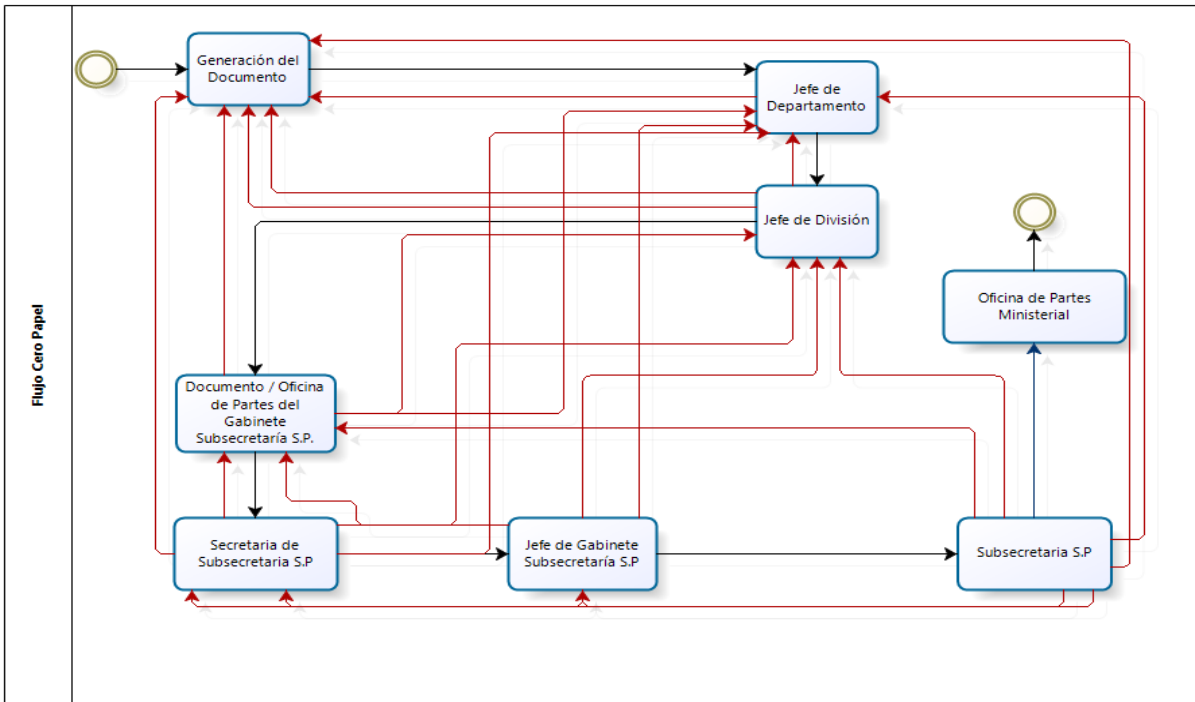 Flujo Cero Papel
Generación del
Documento
Jefe de
Departamento
Jefe de División
Oficina de Partes
Ministerial
Documento / Oficina
de Partes del
Gabinete
Subsecretaría S.P.
Secretaria de
Subsecretaria S.P
Jefe de Gabinete
Subsecretaría S.P
Subsecretaria S.P